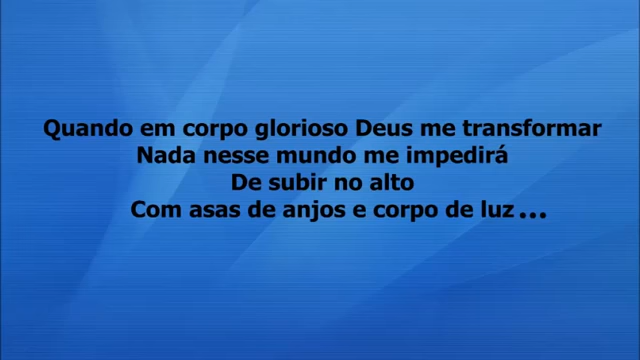 Quando em corpo glorioso Deus me transformar
Nada nesse mundo me impedirá
De subir no alto
Com asas de anjos e corpo de luz...